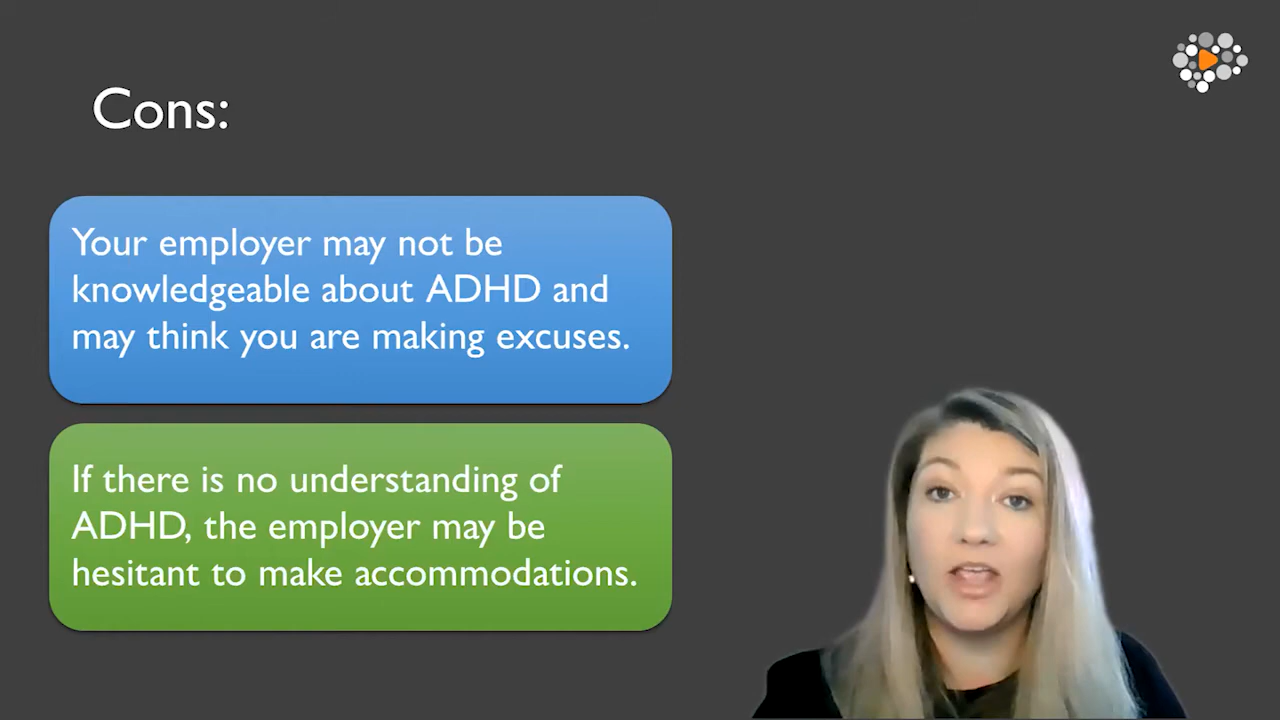 Cons:
Your employer may not be
knowledgeable about ADHD and
may think you are making excuses.
If there is no understanding of
ADHD, the employer may be
hesitant to make accommodations.